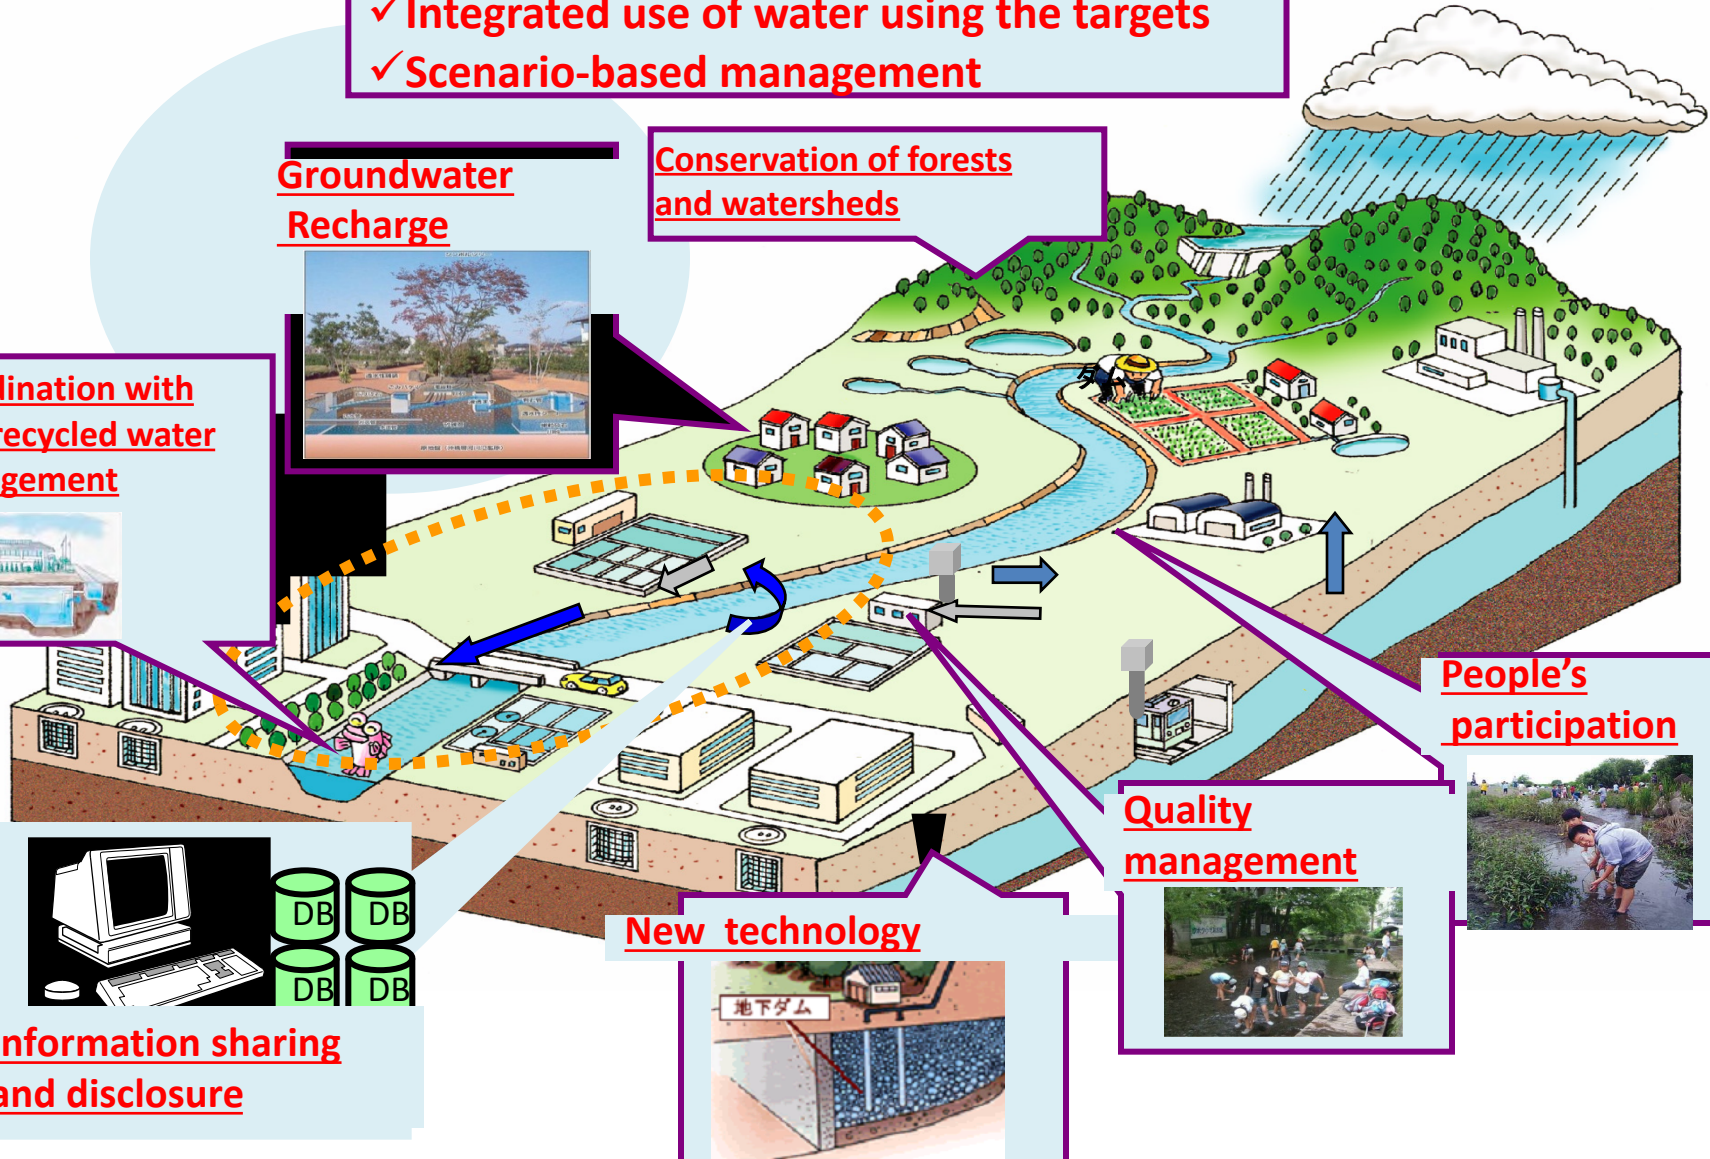 ✓Integrated use of water using the targets
✓Scenario-based management
Groundwater
Recharge
Conservation of forests
and watersheds
dination with
recycled water
gement
People's
participation
Quality
management
New technology
地下ダム
DB DB
DB DB
nformation sharing
and disclosure